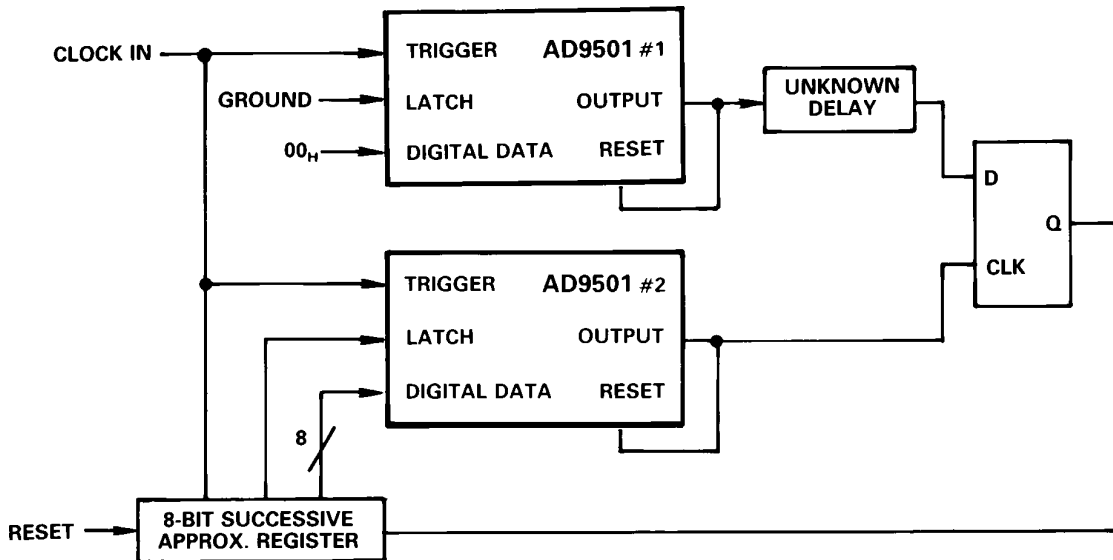 CLOCK IN
TRIGGER AD9501 #1
GROUND
LATCH OUTPUT
00H
DIGITAL DATA RESET
UNKNOWN
DELAY
D
Q
CLK
TRIGGER AD9501 #2
LATCH OUTPUT
DIGITAL DATA RESET
8
RESET
8-BIT SUCCESSIVE
APPROX. REGISTER